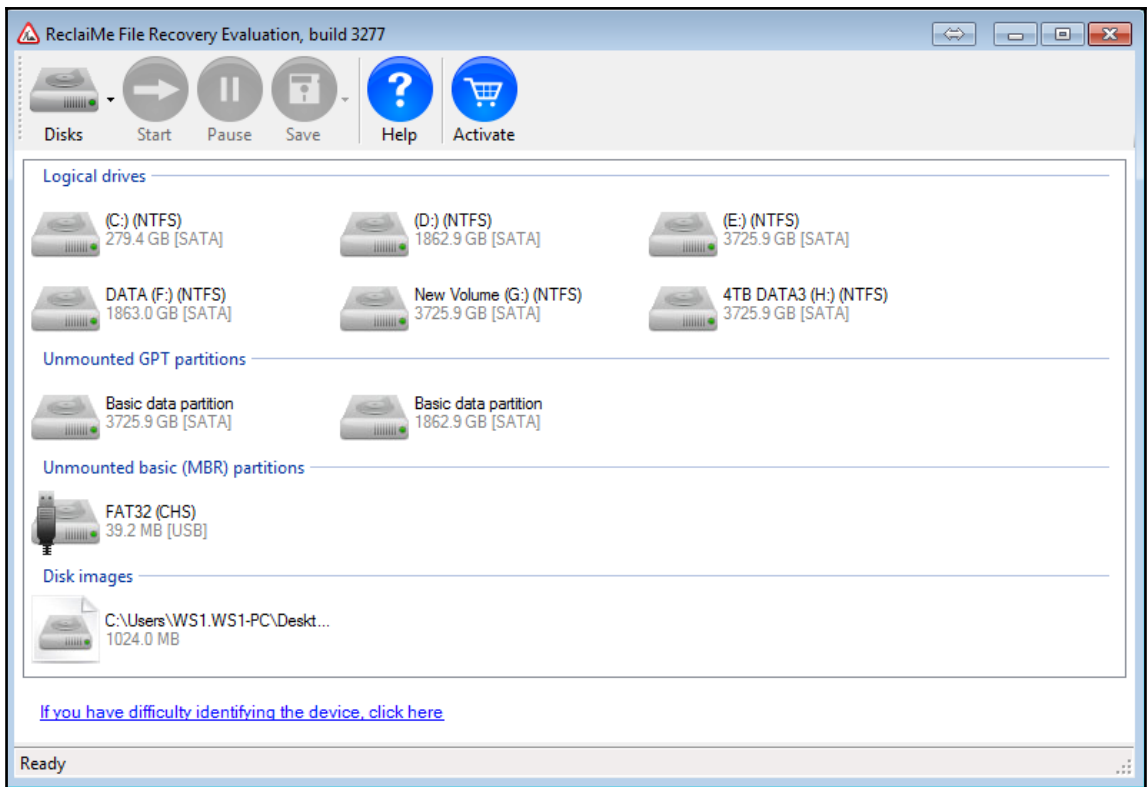 ReclaiMe File Recovery Evaluation, build 3277
Disks Start Pause Save Help Activate
Logical drives
(C:) (NTFS)
279.4 GB [SATA]
(D:) (NTFS)
1862.9 GB [SATA]
(E:) (NTFS)
3725.9 GB [SATA]
DATA (F:) (NTFS)
1863.0 GB [SATA]
New Volume (G:) (NTFS)
3725.9 GB [SATA]
4TB DATA3 (H:) (NTFS)
3725.9 GB [SATA]
Unmounted GPT partitions
Basic data partition
3725.9 GB [SATA]
Basic data partition
1862.9 GB [SATA]
Unmounted basic (MBR) partitions
FAT32 (CHS)
39.2 MB [USB]
Disk images
C:\Users\WS1.WS1-PC\Deskt...
1024.0 MB
If you have difficulty identifying the device, click here
Ready